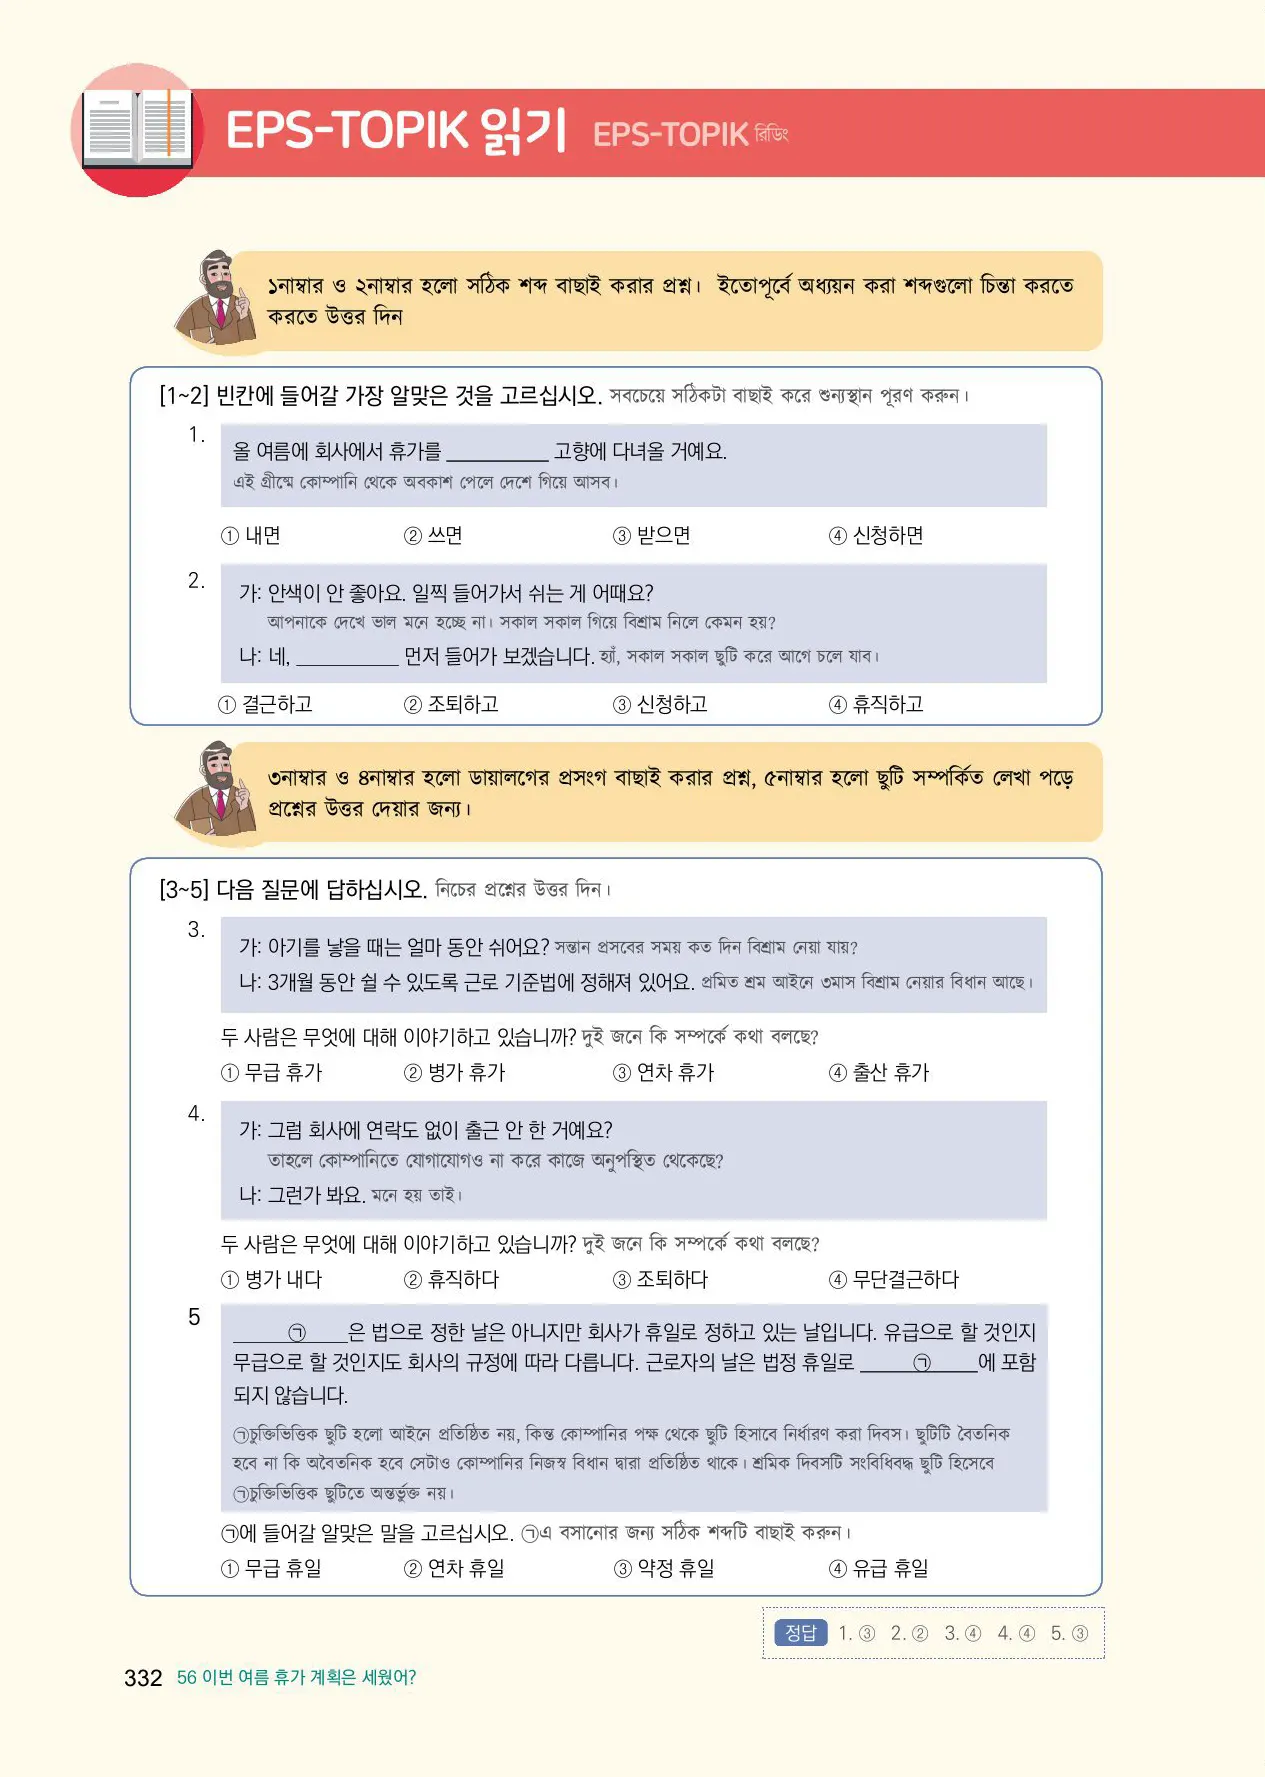 EPS-TOPIK 읽기 EPS-TOPIK রিডিং
১নাম্বার ও ২নাম্বার হলো সঠিক শব্দ বাছাই করার প্রশ্ন। ইতোপূর্বে অধ্যয়ন করা শব্দগুলো চিন্তা করতে
করতে উত্তর দিন
[1~2] 빈칸에 들어갈 가장 알맞은 것을 고르십시오. সবচেয়ে সঠিকটা বাছাই করে শুন্যস্থান পূরণ করুন।
1.
올 여름에 회사에서 휴가를 __________ 고향에 다녀올 거예요.
এই গ্রীষ্মে কোম্পানি থেকে অবকাশ পেলে দেশে গিয়ে আসব।
① 내면 ② 쓰면 ③ 받으면 ④ 신청하면
2.
가: 안색이 안 좋아요. 일찍 들어가서 쉬는 게 어때요?
আপনাকে দেখে ভাল মনে হচ্ছে না। সকাল সকাল গিয়ে বিশ্রাম নিলে কেমন হয়?
나: 네, __________ 먼저 들어가 보겠습니다. হ্যাঁ, সকাল সকাল ছুটি করে আগে চলে যাব।
① 결근하고 ② 조퇴하고 ③ 신청하고 ④ 휴직하고
৩নাম্বার ও ৪নাম্বার হলো ডায়ালগের প্রসংগ বাছাই করার প্রশ্ন, ৫নাম্বার হলো ছুটি সম্পর্কিত লেখা পড়ে
প্রশ্নের উত্তর দেয়ার জন্য।
[3~5] 다음 질문에 답하십시오. নিচের প্রশ্নের উত্তর দিন।
3.
가: 아기를 낳을 때는 얼마 동안 쉬어요? সন্তান প্রসবের সময় কত দিন বিশ্রাম নেয়া যায়?
나: 3개월 동안 쉴 수 있도록 근로 기준법에 정해져 있어요. প্রমিত শ্রম আইনে ৩মাস বিশ্রাম নেয়ার বিধান আছে।
두 사람은 무엇에 대해 이야기하고 있습니까? দুই জনে কি সম্পর্কে কথা বলছে?
① 무급 휴가 ② 병가 휴가 ③ 연차 휴가 ④ 출산 휴가
4.
가: 그럼 회사에 연락도 없이 출근 안 한 거예요?
তাহলে কোম্পানিতে যোগাযোগও না করে কাজে অনুপস্থিত থেকেছে?
나: 그런가 봐요. মনে হয় তাই।
두 사람은 무엇에 대해 이야기하고 있습니까? দুই জনে কি সম্পর্কে কথা বলছে?
① 병가 내다 ② 휴직하다 ③ 조퇴하다 ④ 무단결근하다
5
_____㉠_____은 법으로 정한 날은 아니지만 회사가 휴일로 정하고 있는 날입니다. 유급으로 할 것인지
무급으로 할 것인지도 회사의 규정에 따라 다릅니다. 근로자의 날은 법정 휴일로 _____㉠_____에 포함
되지 않습니다.
㉠চুক্তিভিত্তিক ছুটি হলো আইনে প্রতিষ্ঠিত নয়, কিন্ত কোম্পানির পক্ষ থেকে ছুটি হিসাবে নির্ধারণ করা দিবস। ছুটিটি বৈতনিক
হবে না কি অবৈতনিক হবে সেটাও কোম্পানির নিজস্ব বিধান দ্বারা প্রতিষ্ঠিত থাকে। শ্রমিক দিবসটি সংবিধিবদ্ধ ছুটি হিসেবে
㉠চুক্তিভিত্তিক ছুটিতে অন্তর্ভুক্ত নয়।
㉠에 들어갈 알맞은 말을 고르십시오. ㉠এ বসানোর জন্য সঠিক শব্দটি বাছাই করুন।
① 무급 휴일 ② 연차 휴일 ③ 약정 휴일 ④ 유급 휴일
정답 1. ③ 2. ② 3. ④ 4. ④ 5. ③
332 56 이번 여름 휴가 계획은 세웠어?